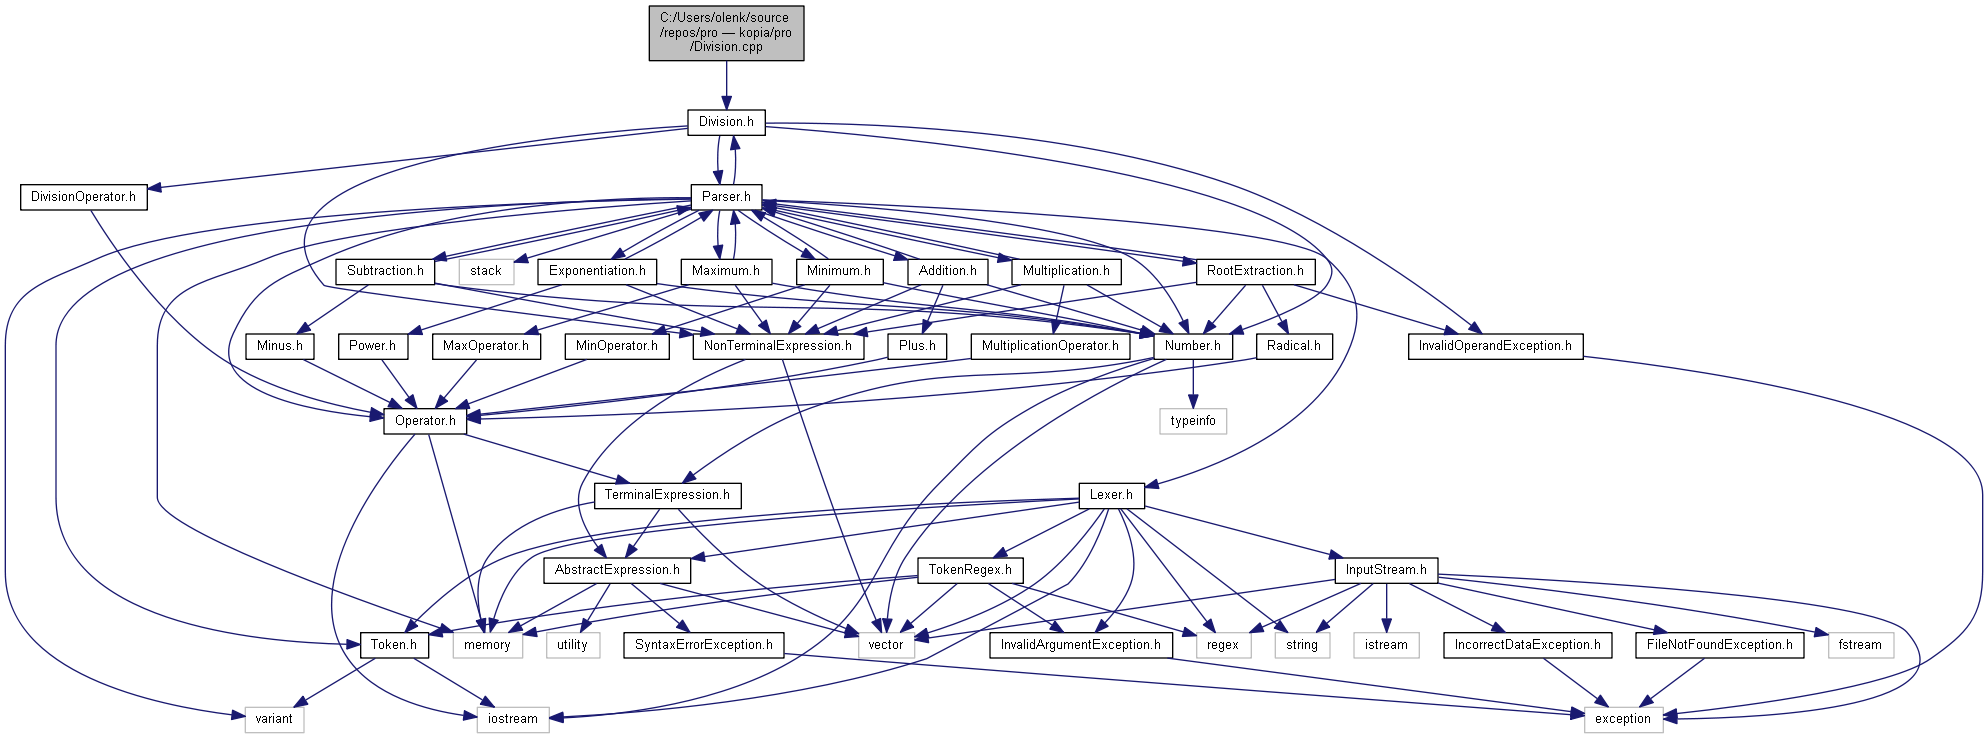 C:/Users/olenk/source
/repos/pro — kopia/pro
/Division.cpp
Division.h
DivisionOperator.h
Parser.h
Subtraction.h
stack
Exponentiation.h
Maximum.h
Minimum.h
Addition.h
Multiplication.h
RootExtraction.h
Minus.h
Power.h
MaxOperator.h
MinOperator.h
NonTerminalExpression.h
Plus.h
MultiplicationOperator.h
Number.h
Radical.h
InvalidOperandException.h
Operator.h
typeinfo
TerminalExpression.h
Lexer.h
AbstractExpression.h
TokenRegex.h
InputStream.h
Token.h
memory
utility
SyntaxErrorException.h
vector
InvalidArgumentException.h
regex
string
istream
IncorrectDataException.h
FileNotFoundException.h
fstream
variant
iostream
exception